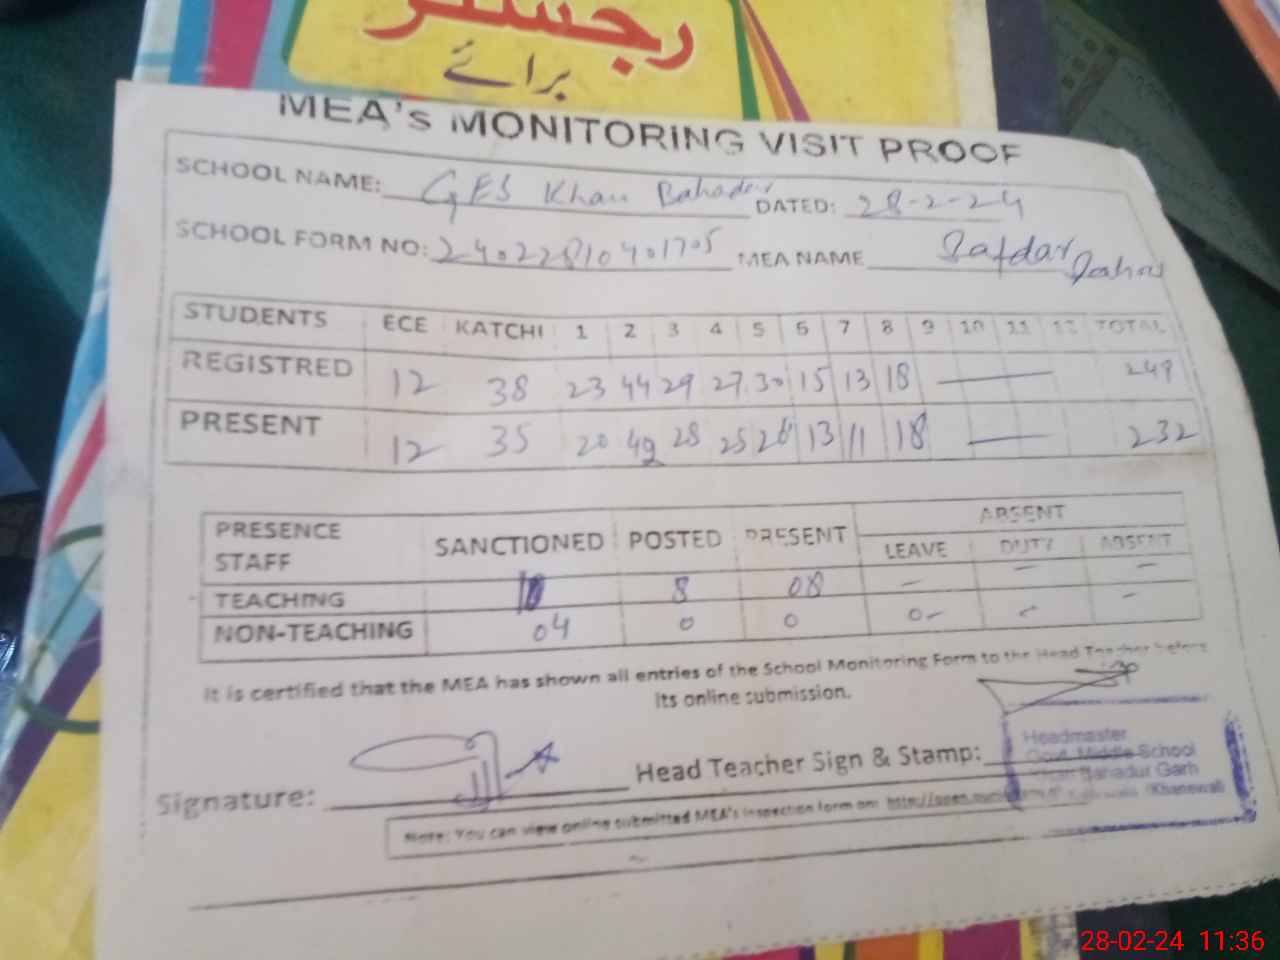 رجسٹر
برائے
MEA's MONITORING VISIT PROOF
SCHOOL NAME: GES Khan Bahadur DATED: 28-2-24
SCHOOL FORM NO: MEA NAME Safdar
STUDENTS ECE KATCHI 1 2 3 4 5 6 7 8 9 10 11 12 TOTAL
REGISTRED 12 38 23 44 29 27 30 15 13 18 — 249
PRESENT 12 35 20 28 25 26 13 11 18 — 232
PRESENCE STAFF SANCTIONED POSTED PRESENT ABSENT
LEAVE DUTY ABSENT
TEACHING 8 08 – – –
NON-TEACHING 04 0 0 0- – –
It is certified that the MEA has shown all entries of the School Monitoring Form to the Head Teacher before
its online submission.
Signature: Head Teacher Sign & Stamp:
Headmaster
Govt. Middle School
Khan Bahadur Garh
Note: You can view online submitted MEA's inspection form on:
28-02-24 11:36